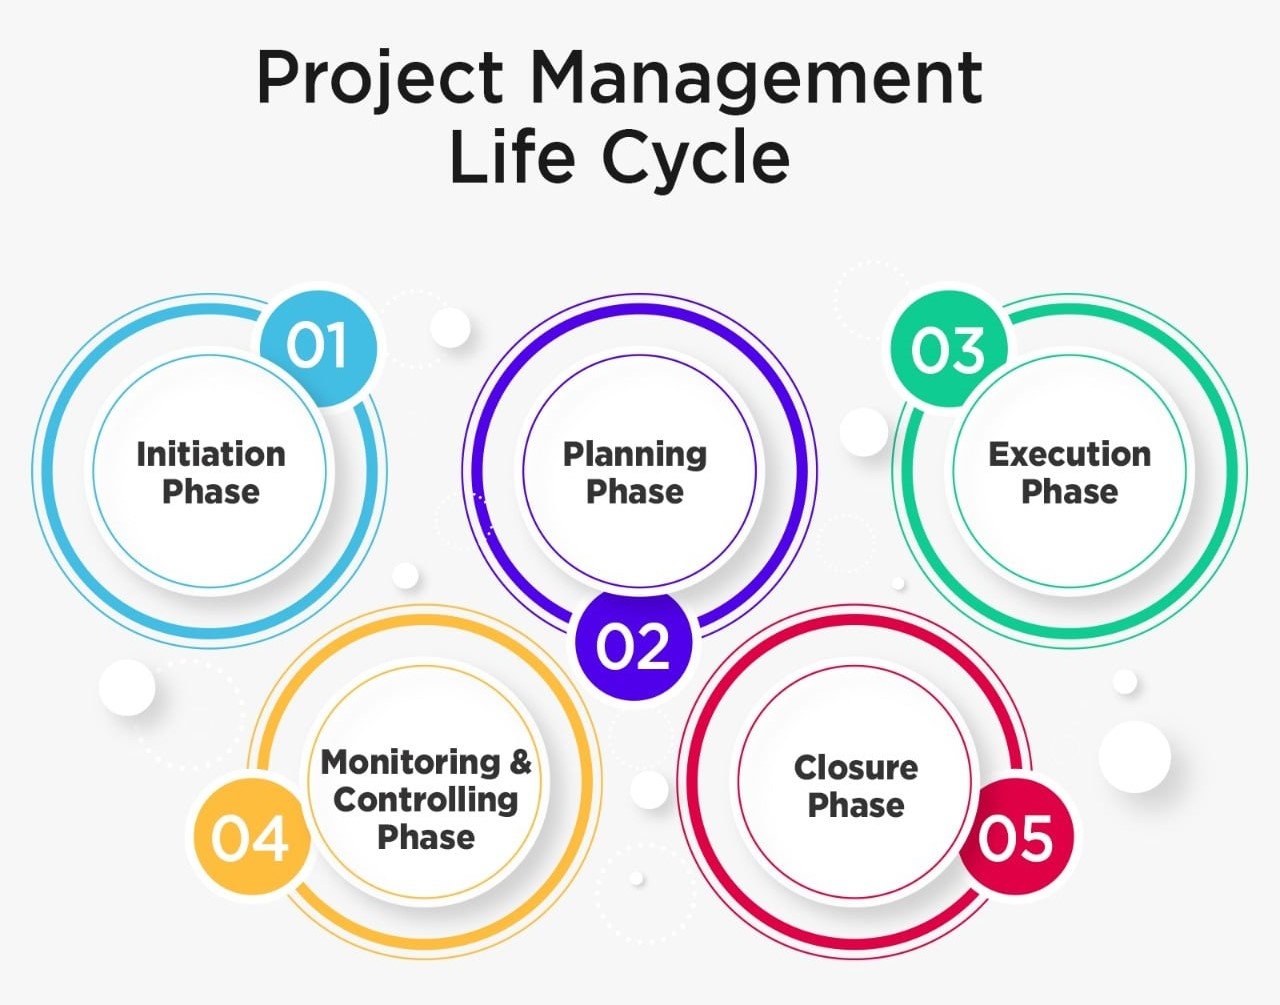 Project Management
Life Cycle
01
Initiation
Phase
02
Planning
Phase
03
Execution
Phase
04
Monitoring &
Controlling
Phase
05
Closure
Phase